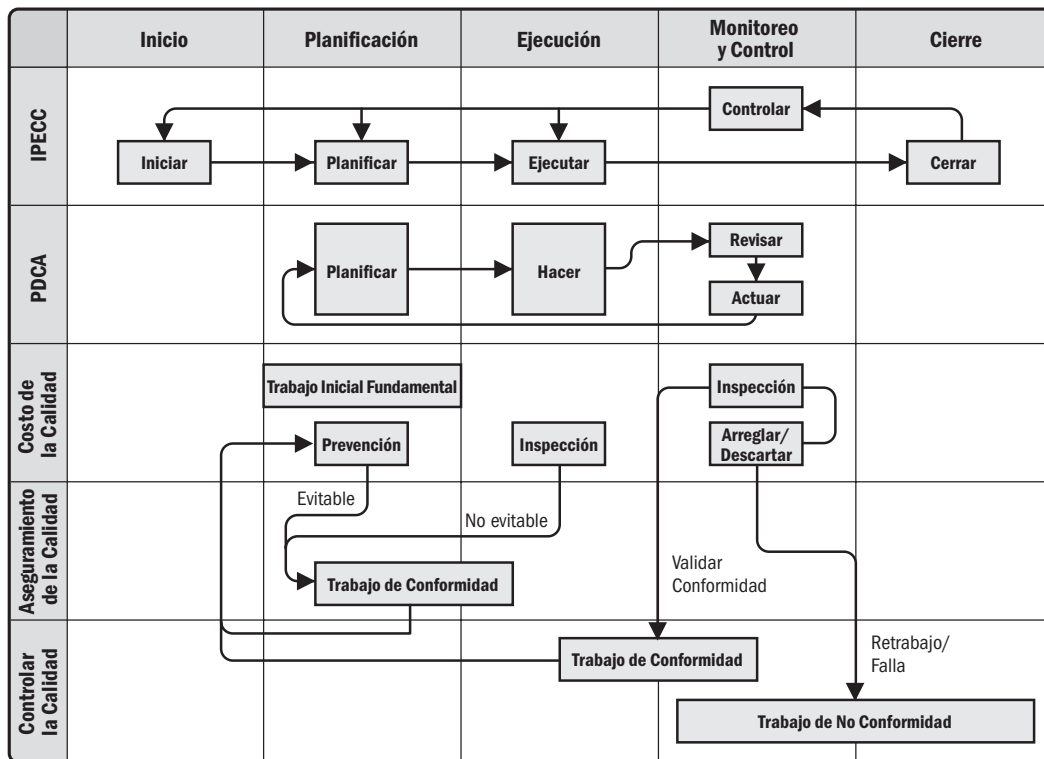 Inicio
Planificación
Ejecución
Monitoreo
y Control
Cierre
IPECC
Controlar
Iniciar
Planificar
Ejecutar
Cerrar
PDCA
Planificar
Hacer
Revisar
Actuar
Costo de
la Calidad
Trabajo Inicial Fundamental
Inspección
Prevención
Inspección
Arreglar/
Descartar
Aseguramiento
de la Calidad
Evitable
No evitable
Trabajo de Conformidad
Validar
Conformidad
Controlar
la Calidad
Trabajo de Conformidad
Retrabajo/
Falla
Trabajo de No Conformidad